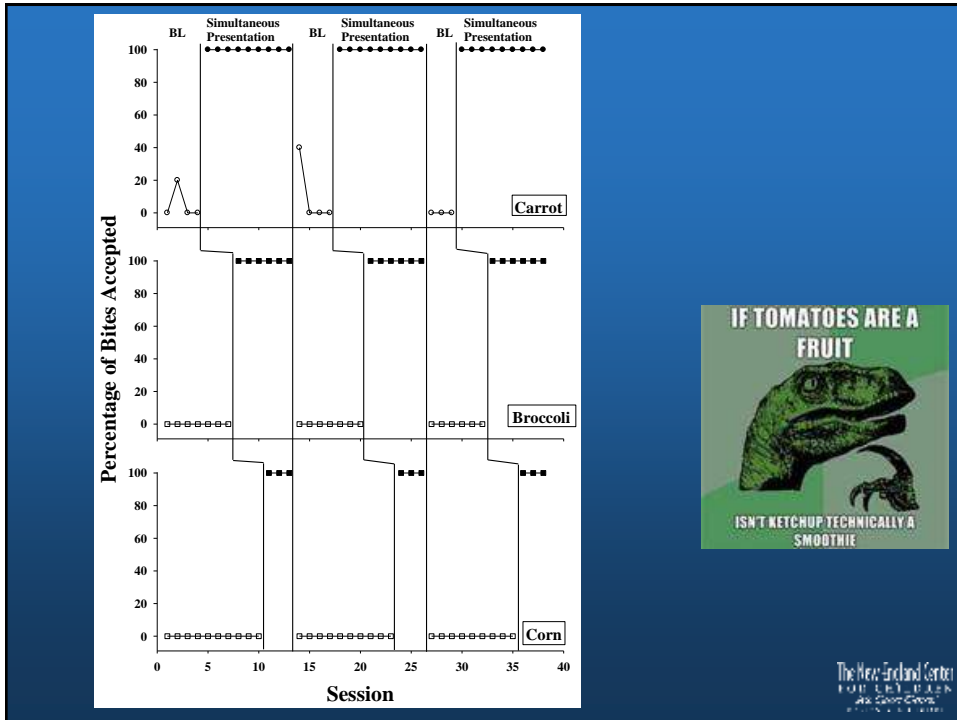 BL
Simultaneous
Presentation
BL
Simultaneous
Presentation
BL
Simultaneous
Presentation
Percentage of Bites Accepted
100
80
60
40
20
0
Carrot
100
80
60
40
20
0
Broccoli
100
80
60
40
20
0
Corn
0 5 10 15 20 25 30 35 40
Session
IF TOMATOES ARE A
FRUIT
ISN'T KETCHUP TECHNICALLY A
SMOOTHIE
The New England Center
FOR CHILDREN